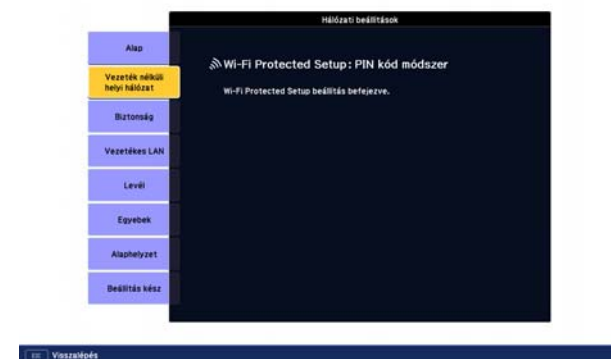 Hálózati beállítások
Alap
Vezeték nélküli
helyi hálózat
Biztonság
Vezetékes LAN
Levél
Egyebek
Alaphelyzet
Beállítás kész
Wi-Fi Protected Setup: PIN kód módszer
Wi-Fi Protected Setup beállítás befejezve.
Visszalépés